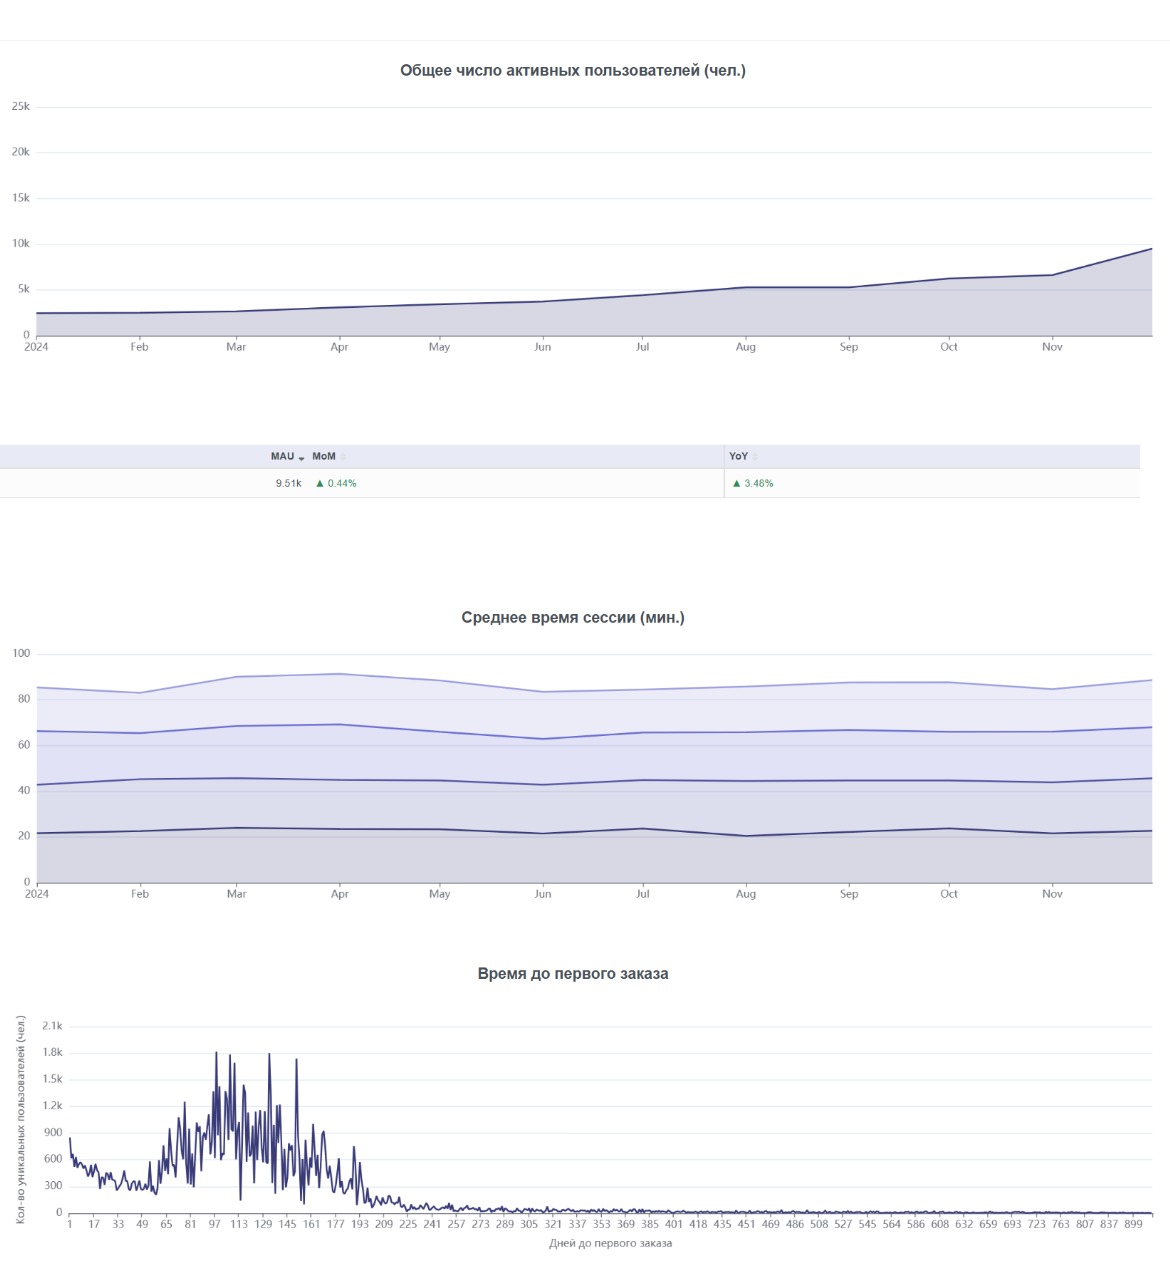 Общее число активных пользователей (чел.)
25k
20k
15k
10k
5k
0
2024 Feb Mar Apr May Jun Jul Aug Sep Oct Nov
MAU MoM YoY
9.51k ▲ 0.44% ▲ 3.48%
Среднее время сессии (мин.)
100
80
60
40
20
0
2024 Feb Mar Apr May Jun Jul Aug Sep Oct Nov
Время до первого заказа
Кол-во уникальных пользователей (чел.)
2.1k
1.8k
1.5k
1.2k
900
600
300
0
1 17 33 49 65 81 97 113 129 145 161 177 193 209 225 241 257 273 289 305 321 337 353 369 385 401 418 435 451 469 486 508 527 545 564 586 608 632 659 693 723 763 807 837 899
Дней до первого заказа